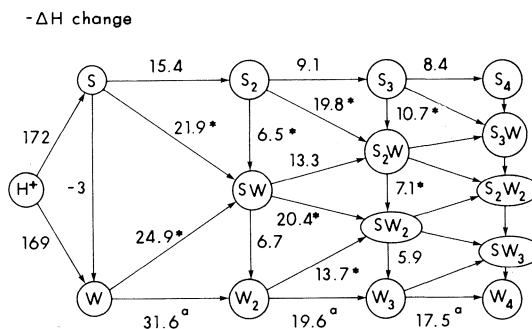 -ΔH change
15.4 9.1 8.4
S S₂ S₃ S₄
19.8* 10.7*
172 21.9* 6.5* S₂W S₃W
13.3
H⁺ -3 SW 7.1* S₂W₂
20.4* SW₂
169 24.9* 6.7 5.9 SW₃
13.7*
W W₂ W₃ W₄
31.6ᵃ 19.6ᵃ 17.5ᵃ